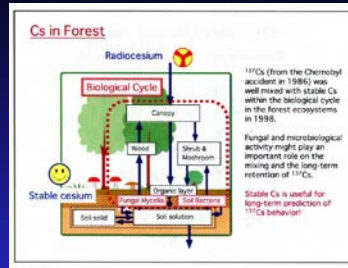 Cs in Forest
Radiocesium
Biological Cycle
Canopy
Wood
Shrub &
Mushroom
Stable cesium
Organic layer
Fungal Mycelia
Soil Bacteria
Soil solid
Soil solution
¹³⁷Cs (from the Chernobyl
accident in 1986) was
well mixed with stable Cs
within the biological cycle
in the forest ecosystems
in 1998.
Fungal and microbiological
activity might play an
important role on the
mixing and the long-term
retention of ¹³⁷Cs.
Stable Cs is useful for
long-term prediction of
¹³⁷Cs behavior!